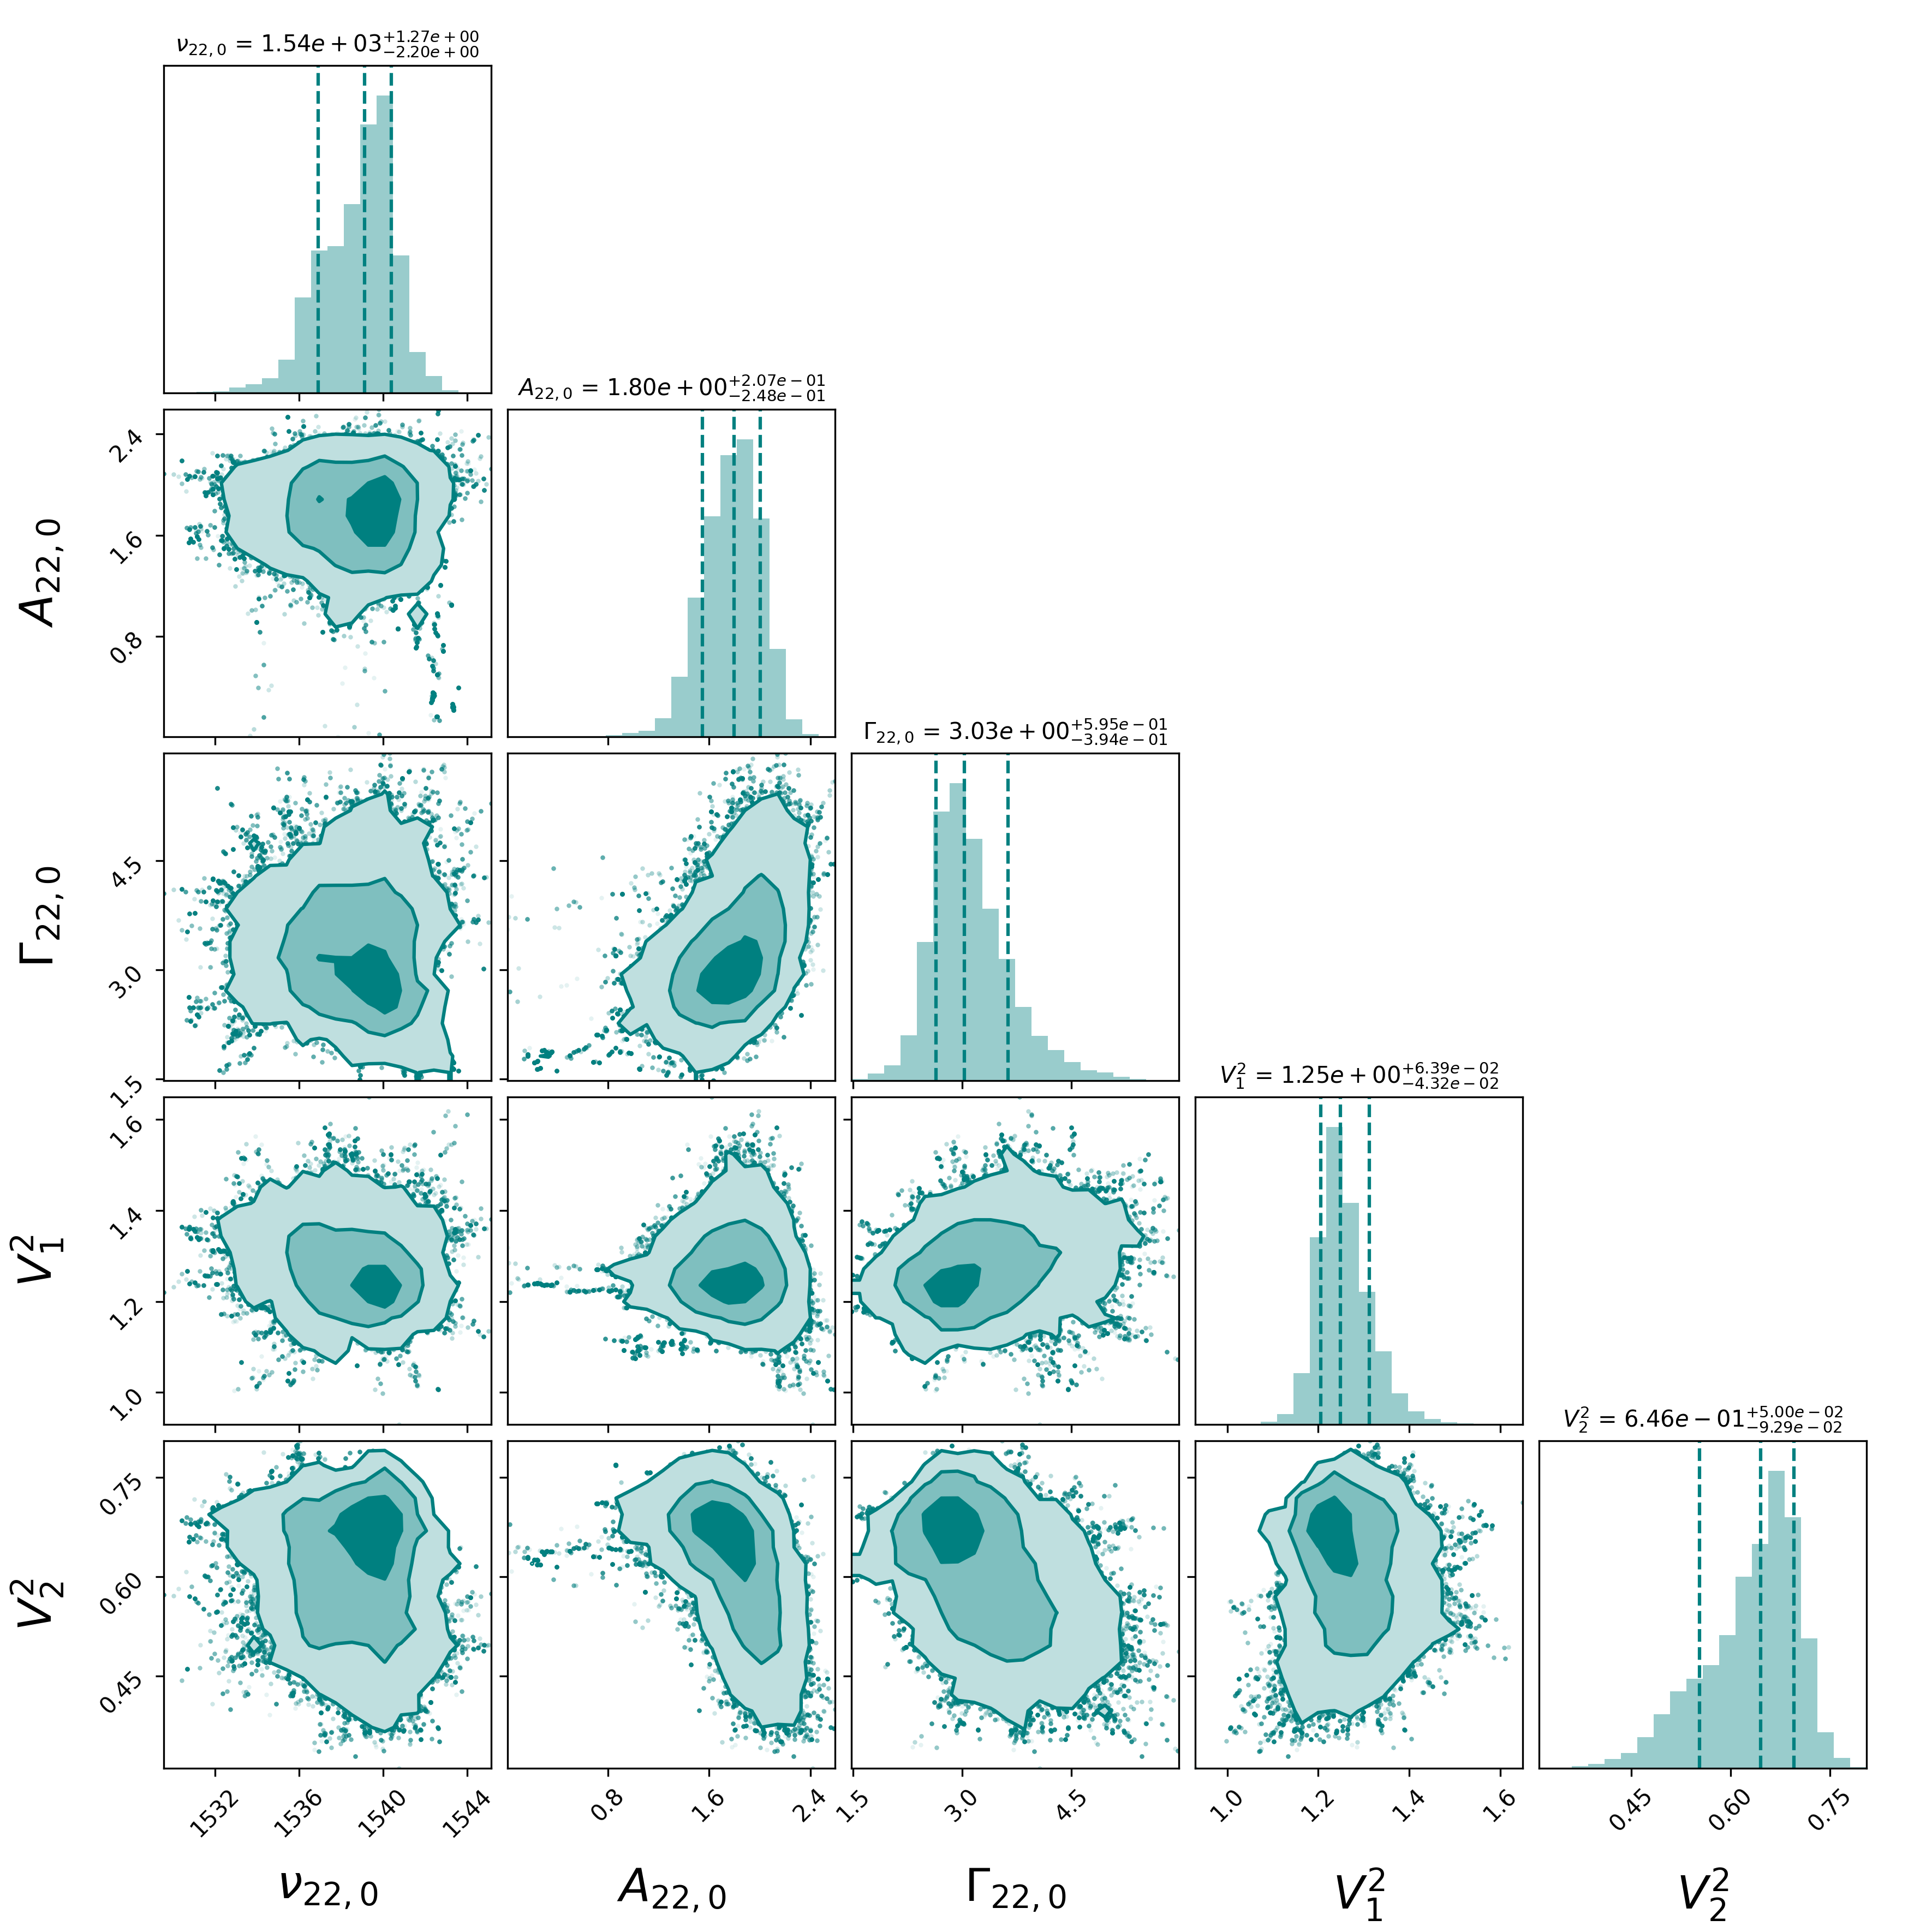 ν22,0 = 1.54e+03 +1.27e+00 −2.20e+00
A22,0 = 1.80e+00 +2.07e−01 −2.48e−01
2.4
1.6
0.8
A22,0
Γ22,0 = 3.03e+00 +5.95e−01 −3.94e−01
4.5
3.0
1.5
Γ22,0
V₁² = 1.25e+00 +6.39e−02 −4.32e−02
1.6
1.4
1.2
1.0
V₁²
V₂² = 6.46e−01 +5.00e−02 −9.29e−02
0.75
0.60
0.45
V₂²
1532 1536 1540 1544 0.8 1.6 2.4 1.5 3.0 4.5 1.0 1.2 1.4 1.6 0.45 0.60 0.75
ν22,0 A22,0 Γ22,0 V₁² V₂²